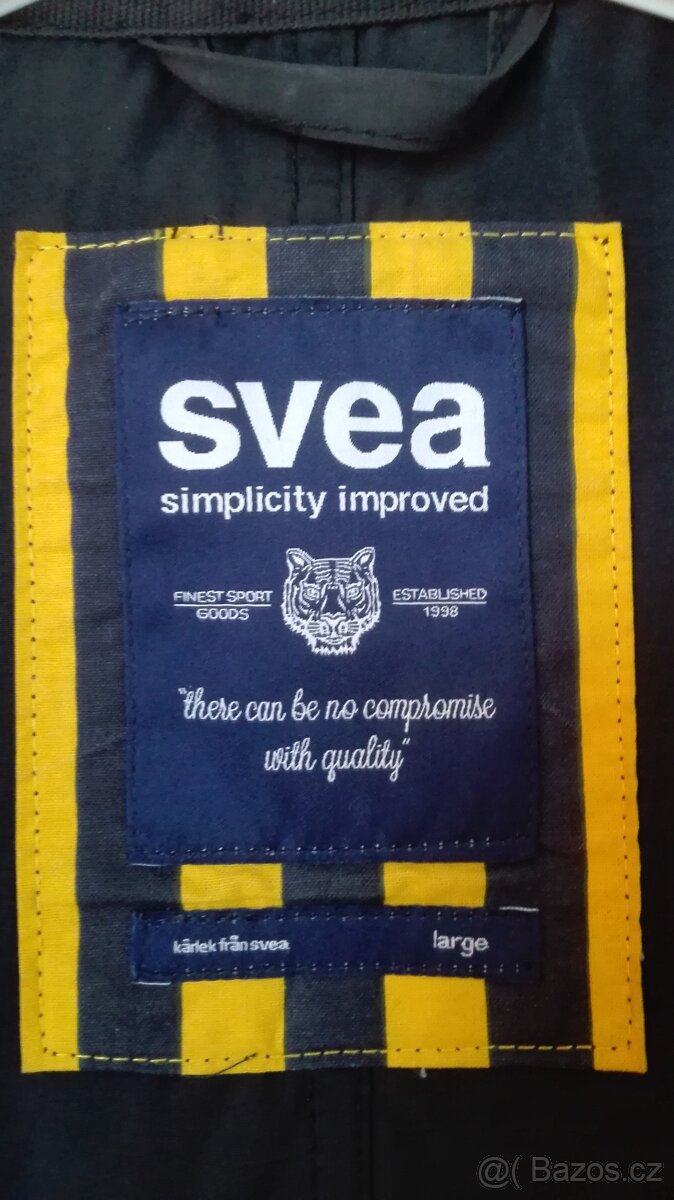 svea
simplicity improved
FINEST SPORT
GOODS
ESTABLISHED
1998
"there can be no compromise
with quality"
kärlek från svea
large
@( Bazos.cz